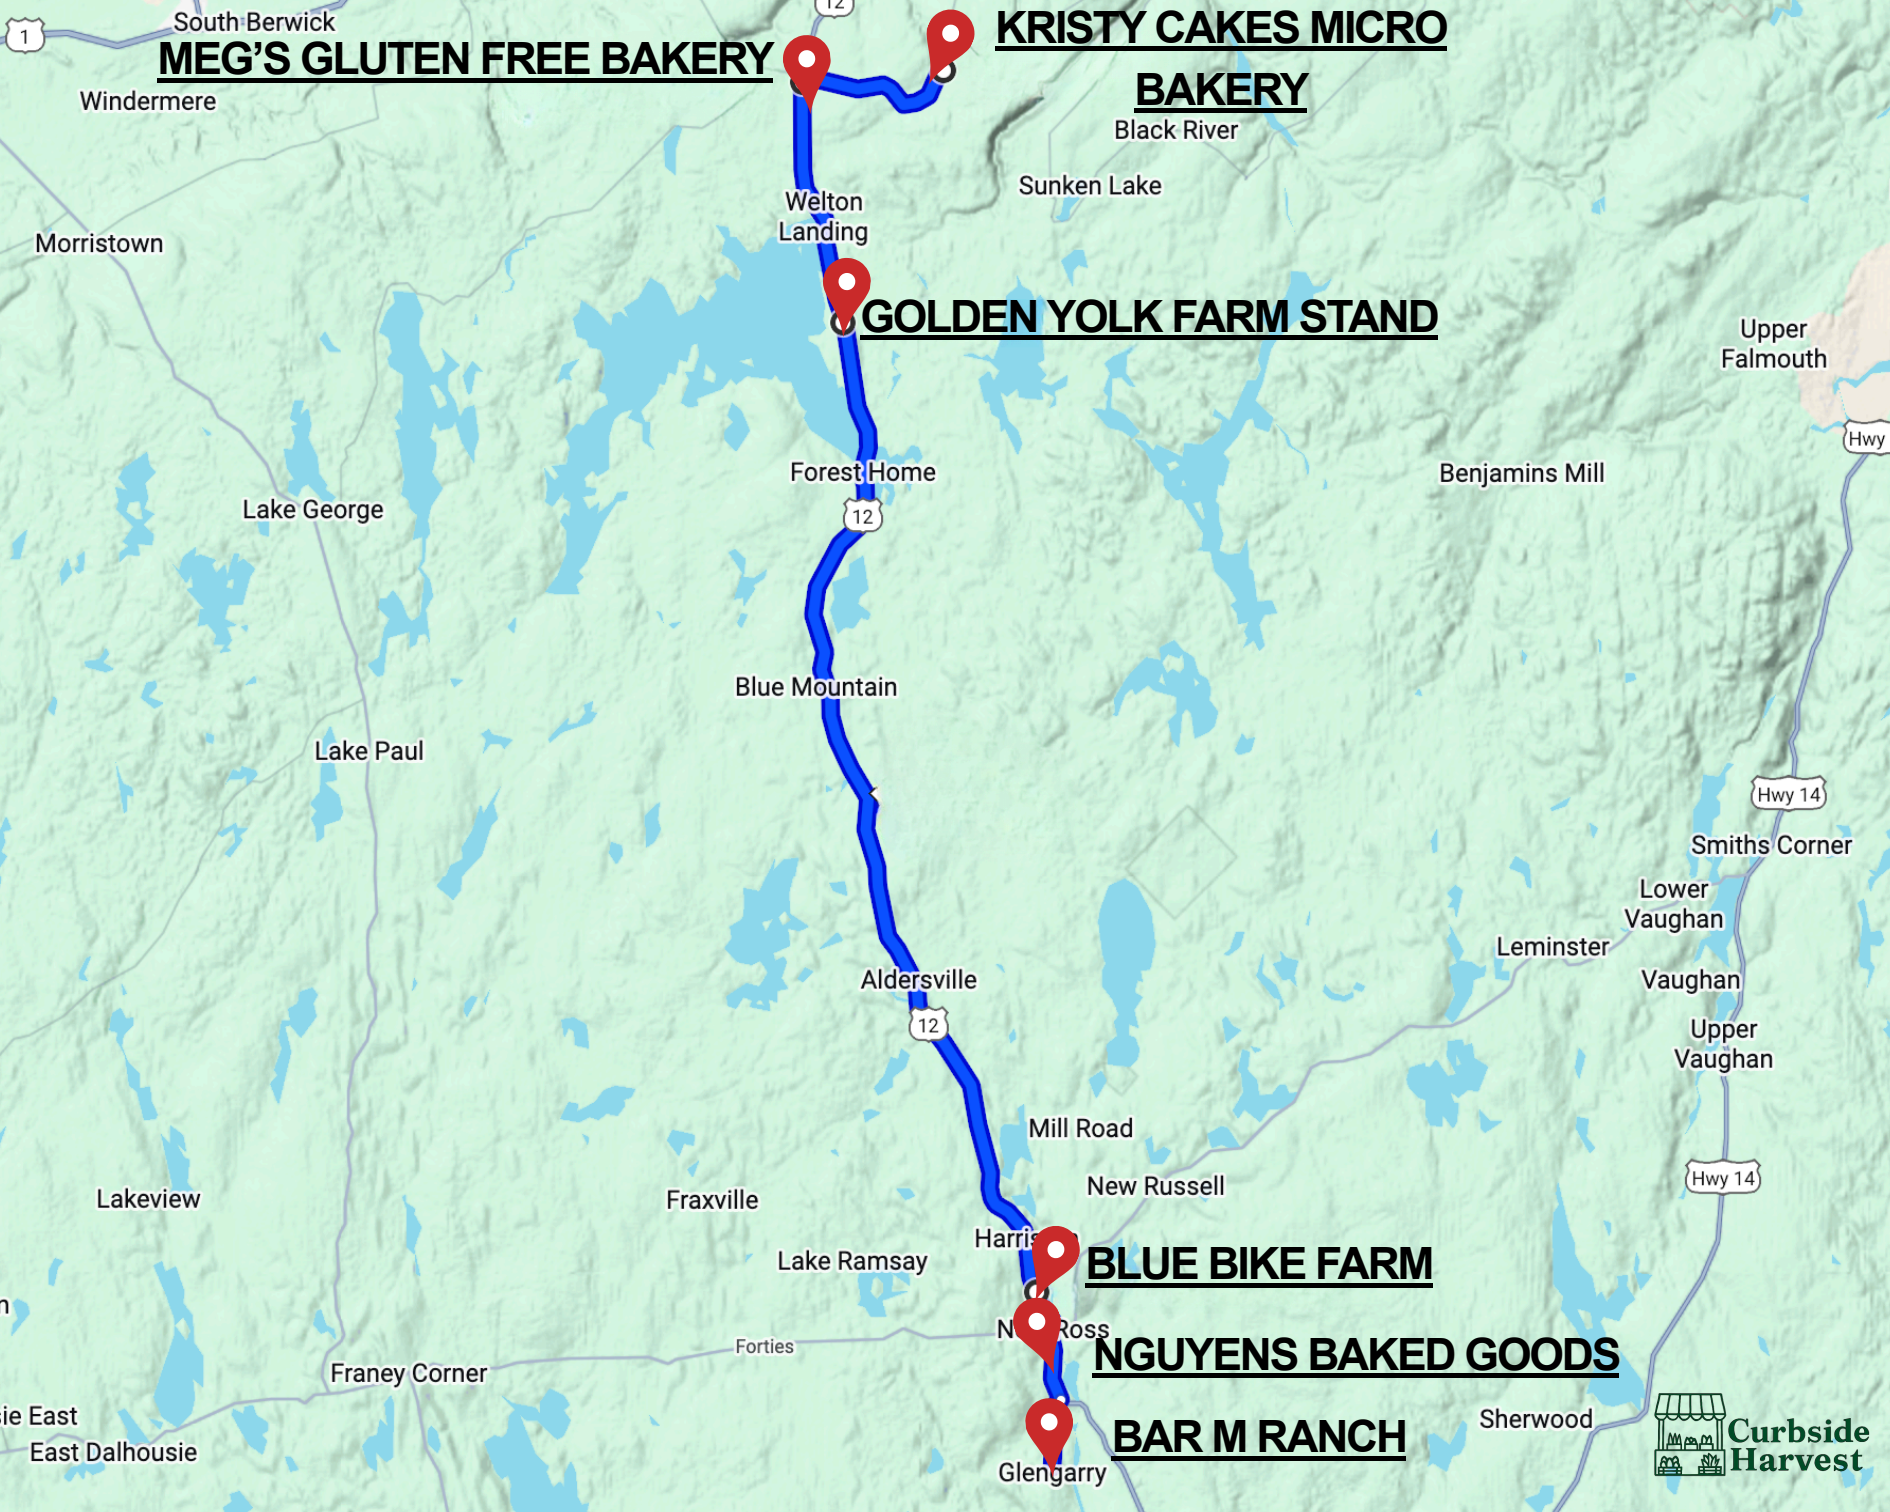 12
South Berwick
1
KRISTY CAKES MICRO
BAKERY
MEG'S GLUTEN FREE BAKERY
Windermere
Black River
Sunken Lake
Welton
Landing
Morristown
GOLDEN YOLK FARM STAND
Upper
Falmouth
Hwy
Forest Home
Benjamins Mill
Lake George
12
Blue Mountain
Lake Paul
Hwy 14
Smiths Corner
Lower
Vaughan
Leminster
Aldersville
Vaughan
12
Upper
Vaughan
Mill Road
New Russell
Hwy 14
Lakeview
Fraxville
Lake Ramsay
BLUE BIKE FARM
Ross
Forties
NGUYENS BAKED GOODS
Franey Corner
East
Sherwood
BAR M RANCH
Curbside
Harvest
East Dalhousie
Glengarry